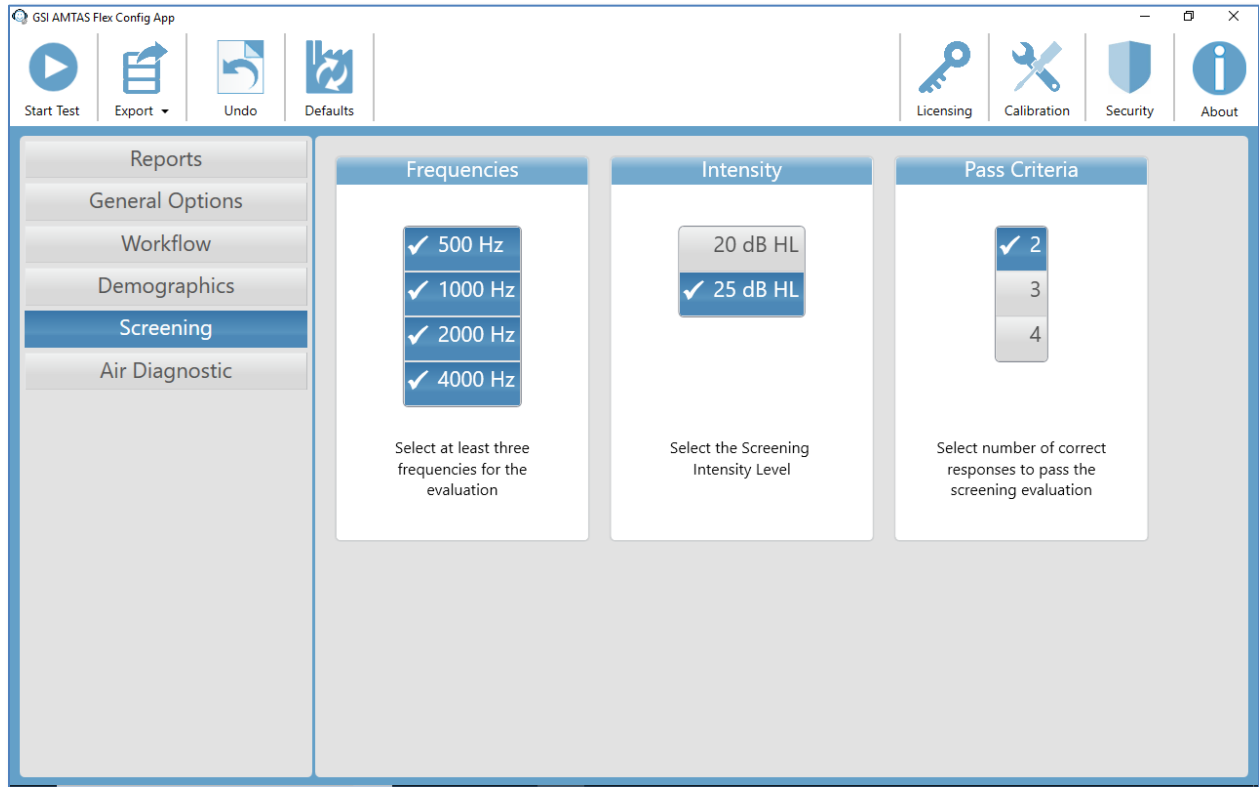 GSI AMTAS Flex Config App
Start Test
Export
Undo
Defaults
Licensing
Calibration
Security
About
Reports
General Options
Workflow
Demographics
Screening
Air Diagnostic
Frequencies
500 Hz
1000 Hz
2000 Hz
4000 Hz
Select at least three
frequencies for the
evaluation
Intensity
20 dB HL
25 dB HL
Select the Screening
Intensity Level
Pass Criteria
2
3
4
Select number of correct
responses to pass the
screening evaluation